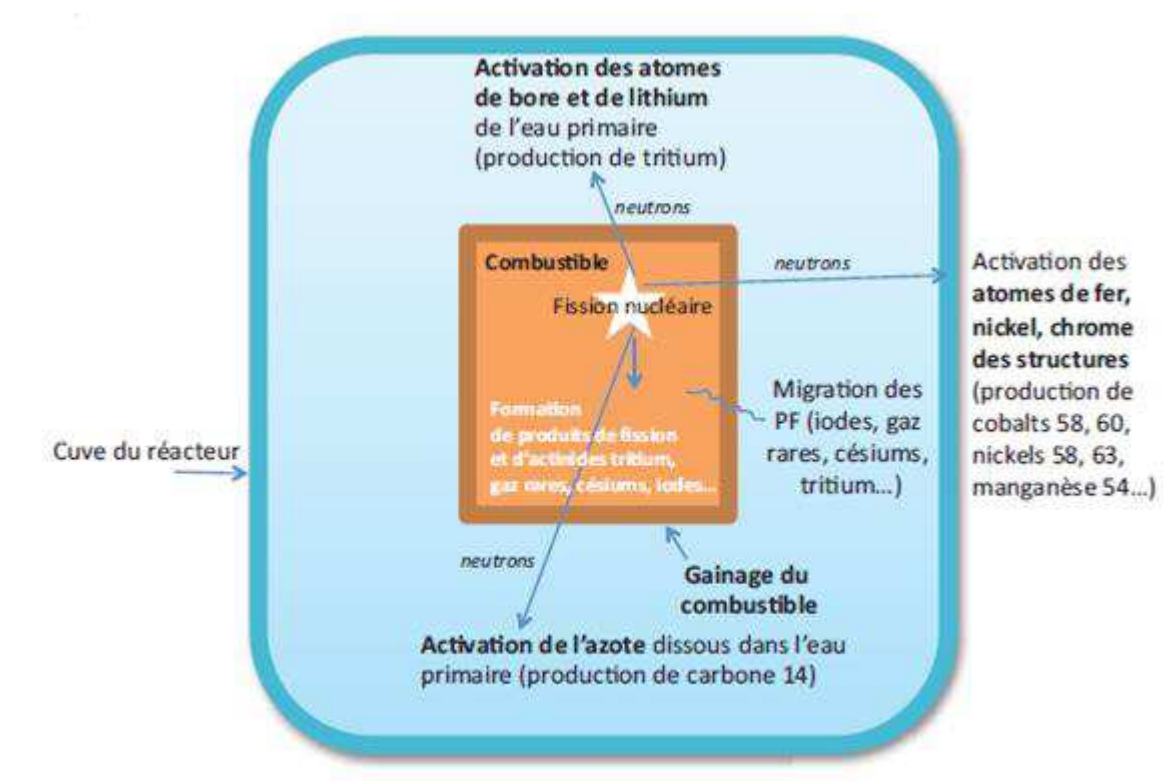 Activation des atomes
de bore et de lithium
de l'eau primaire
(production de tritium)
neutrons
Combustible
neutrons
Fission nucléaire
Activation des
atomes de fer,
nickel, chrome
des structures
(production de
cobalts 58, 60,
nickels 58, 63,
manganèse 54...)
Migration des
PF (iodes, gaz
rares, césiums,
tritium...)
Formation
de produits de fission
et d'actinides tritium,
gaz rares, césiums, iodes...
Cuve du réacteur
neutrons
Gainage du
combustible
Activation de l'azote dissous dans l'eau
primaire (production de carbone 14)